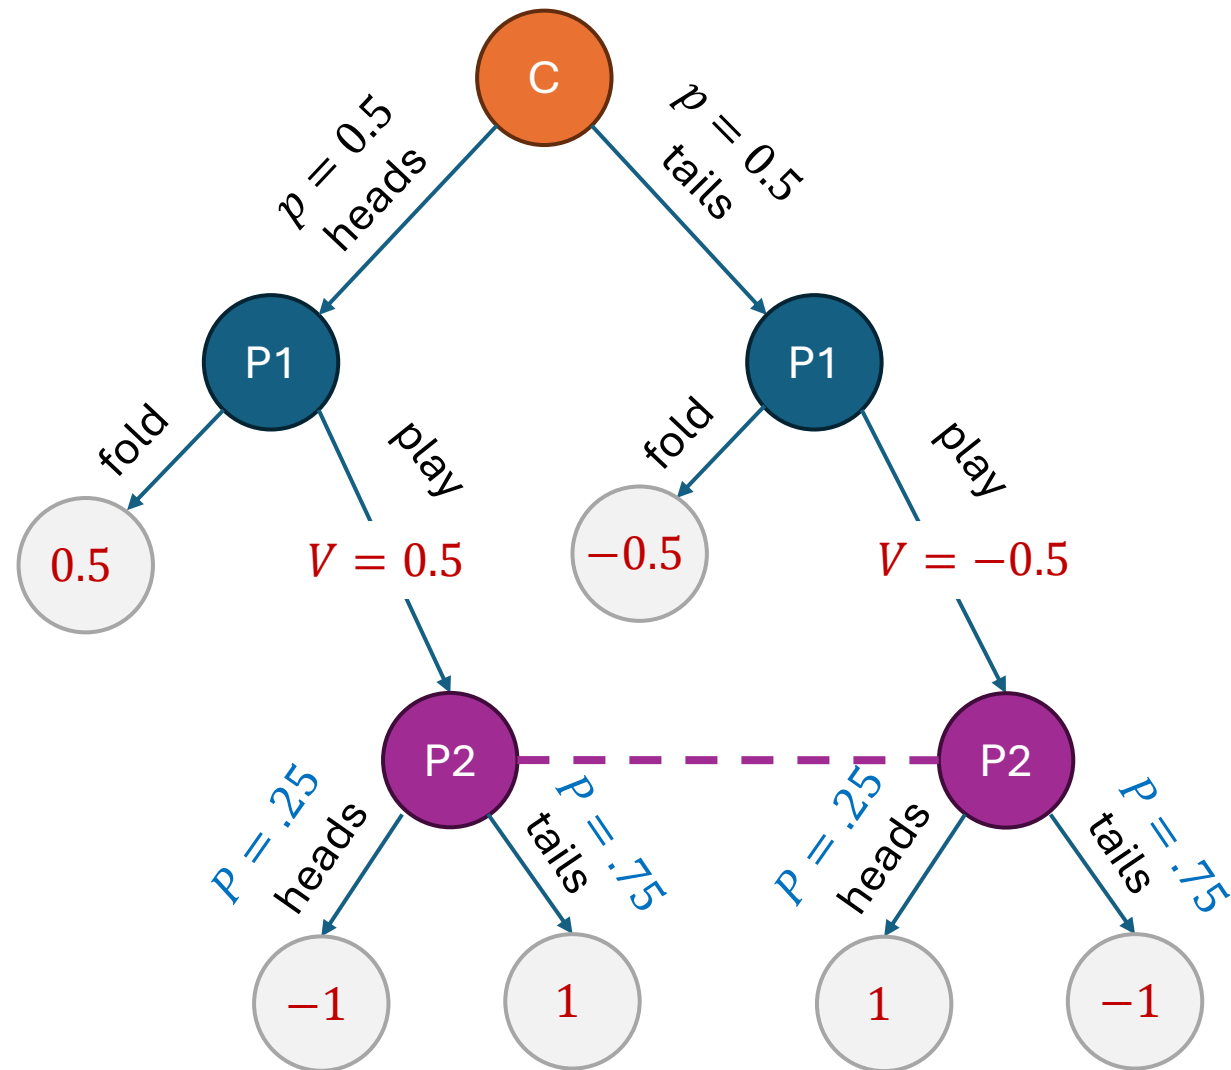 C
p = 0.5
heads
p = 0.5
tails
P1
P1
fold
play
fold
play
0.5
V = 0.5
−0.5
V = −0.5
P2
P2
P = .25
heads
P = .75
tails
P = .25
heads
P = .75
tails
−1
1
1
−1